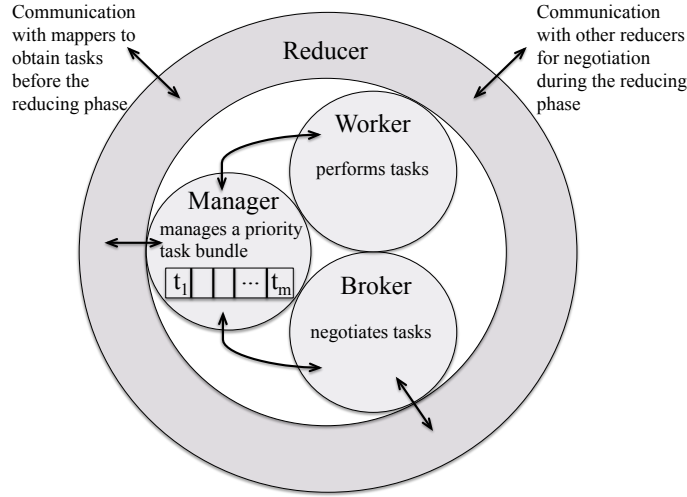 Communication
with mappers to
obtain tasks
before the
reducing phase
Communication
with other reducers
for negotiation
during the reducing
phase
Reducer
Worker
performs tasks
Manager
manages a priority
task bundle
t1 ... tm
Broker
negotiates tasks